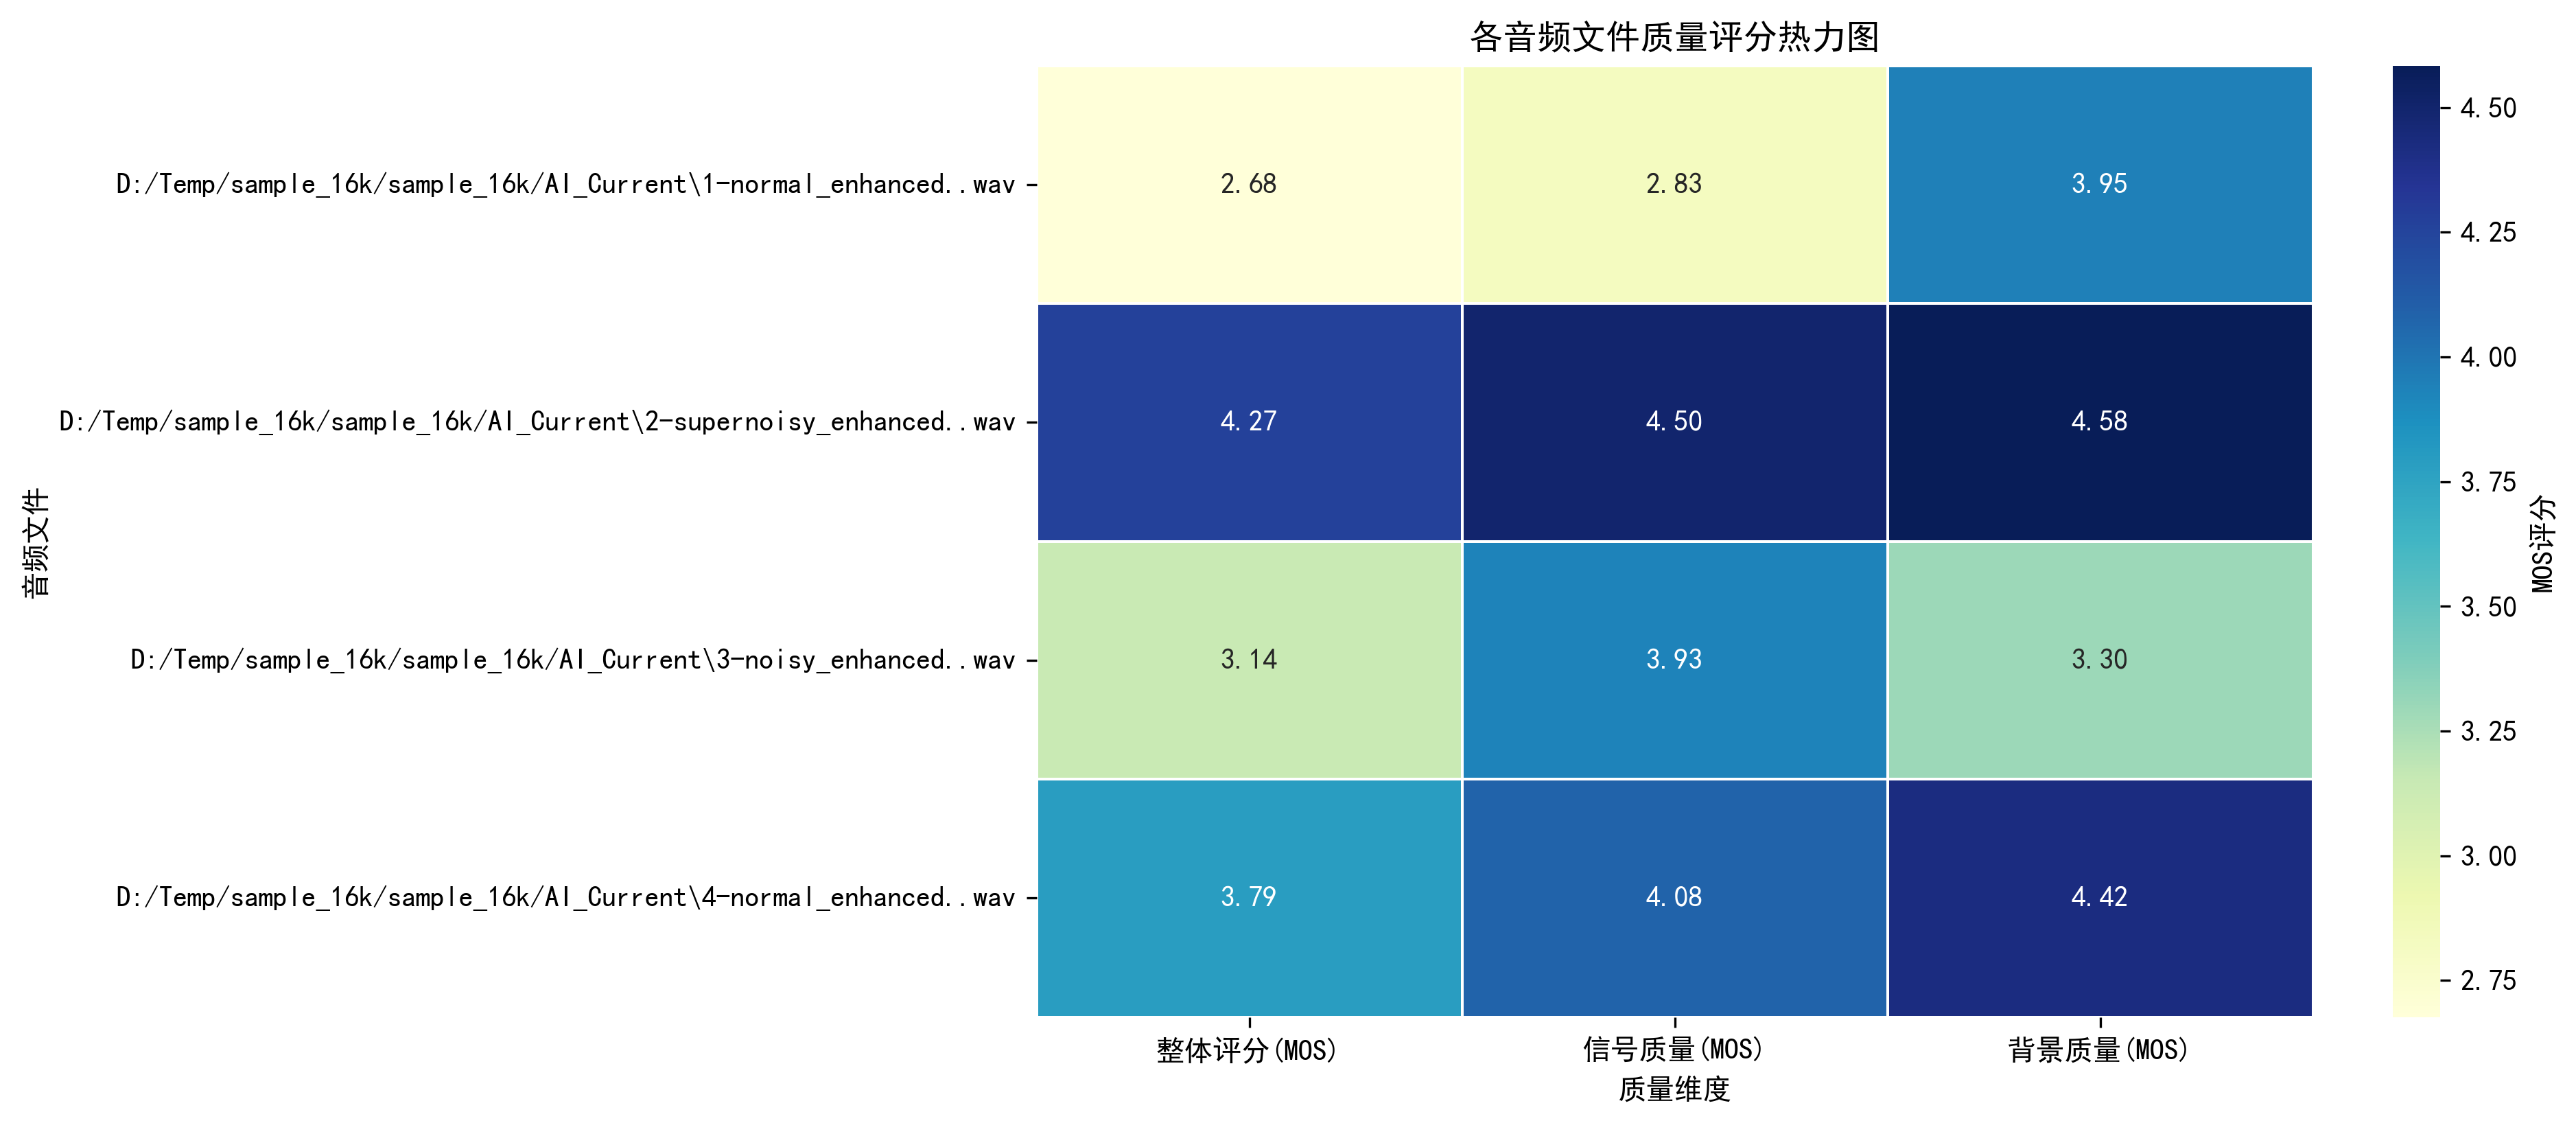 各音频文件质量评分热力图
音频文件
D:/Temp/sample_16k/sample_16k/AI_Current\1-normal_enhanced..wav
2.68
2.83
3.95
D:/Temp/sample_16k/sample_16k/AI_Current\2-supernoisy_enhanced..wav
4.27
4.50
4.58
D:/Temp/sample_16k/sample_16k/AI_Current\3-noisy_enhanced..wav
3.14
3.93
3.30
D:/Temp/sample_16k/sample_16k/AI_Current\4-normal_enhanced..wav
3.79
4.08
4.42
整体评分(MOS)
信号质量(MOS)
背景质量(MOS)
质量维度
4.50
4.25
4.00
3.75
3.50
3.25
3.00
2.75
MOS评分